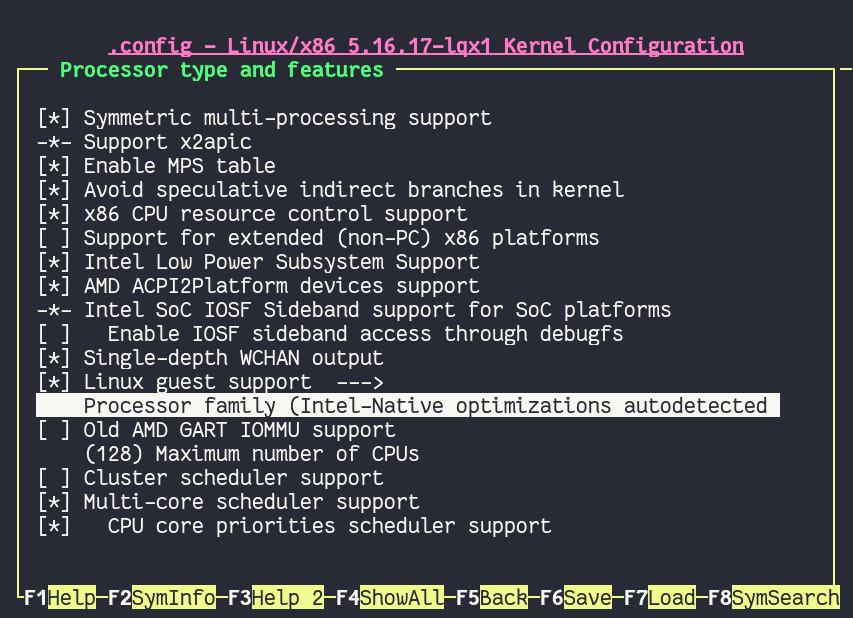 .config - Linux/x86 5.16.17-lqx1 Kernel Configuration
Processor type and features
[*] Symmetric multi-processing support
-*- Support x2apic
[*] Enable MPS table
[*] Avoid speculative indirect branches in kernel
[*] x86 CPU resource control support
[ ] Support for extended (non-PC) x86 platforms
[*] Intel Low Power Subsystem Support
[*] AMD ACPI2Platform devices support
-*- Intel SoC IOSF Sideband support for SoC platforms
[ ]   Enable IOSF sideband access through debugfs
[*] Single-depth WCHAN output
[*] Linux guest support  --->
Processor family (Intel-Native optimizations autodetected
[ ] Old AMD GART IOMMU support
(128) Maximum number of CPUs
[ ] Cluster scheduler support
[*] Multi-core scheduler support
[*]   CPU core priorities scheduler support
F1Help-F2SymInfo-F3Help 2-F4ShowAll-F5Back-F6Save-F7Load-F8SymSearch